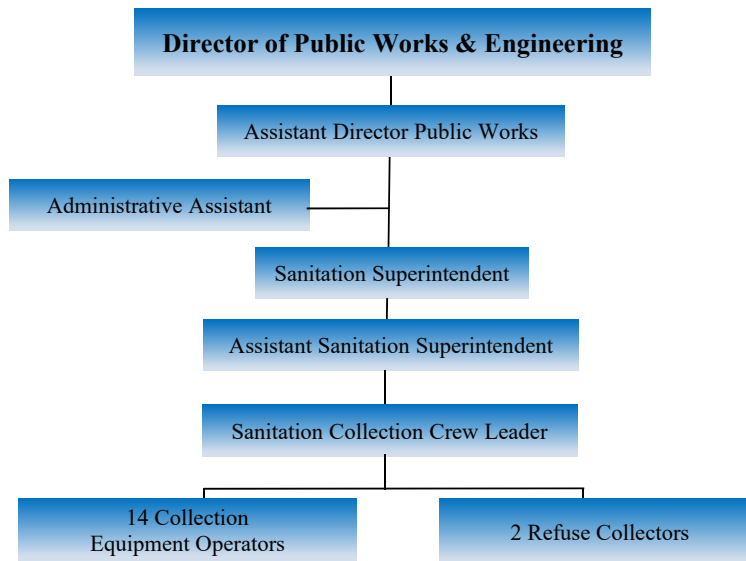 Director of Public Works & Engineering
Assistant Director Public Works
Administrative Assistant
Sanitation Superintendent
Assistant Sanitation Superintendent
Sanitation Collection Crew Leader
14 Collection
Equipment Operators
2 Refuse Collectors